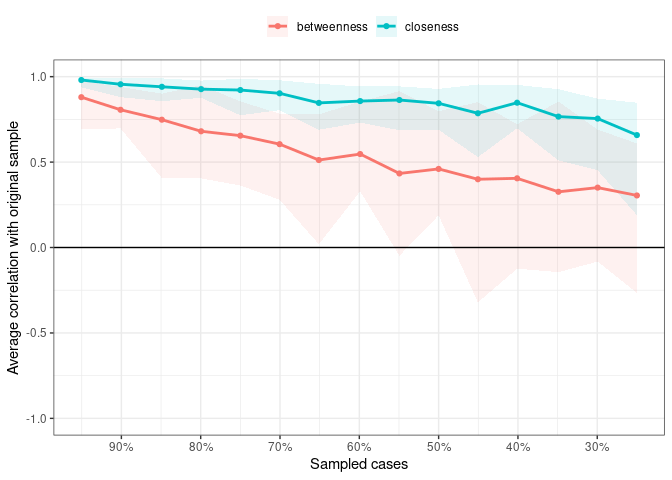 betweenness closeness
1.0
0.5
0.0
-0.5
-1.0
Average correlation with original sample
90% 80% 70% 60% 50% 40% 30%
Sampled cases